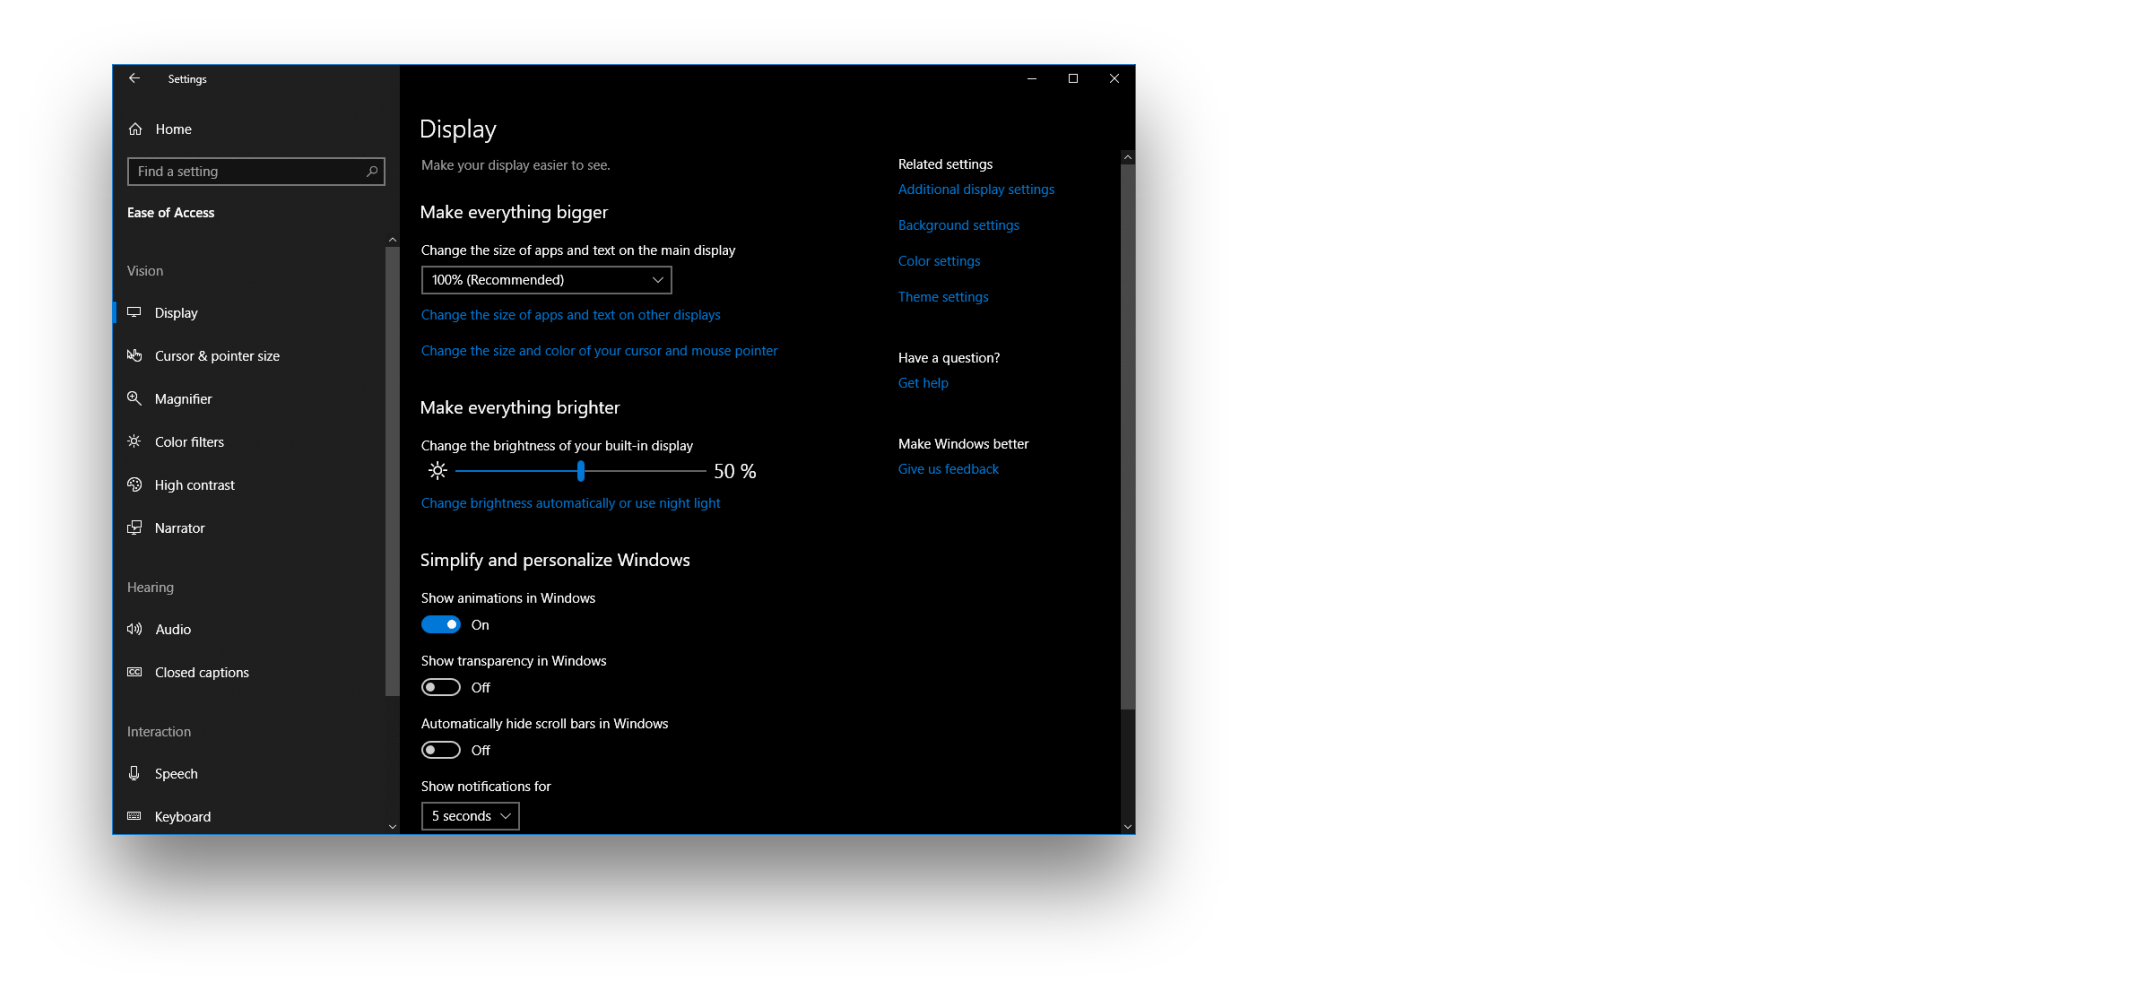 Settings
Home
Find a setting
Ease of Access
Vision
Display
Cursor & pointer size
Magnifier
Color filters
High contrast
Narrator
Hearing
Audio
Closed captions
Interaction
Speech
Keyboard
Display
Make your display easier to see.
Make everything bigger
Change the size of apps and text on the main display
100% (Recommended)
Change the size of apps and text on other displays
Change the size and color of your cursor and mouse pointer
Make everything brighter
Change the brightness of your built-in display
50 %
Change brightness automatically or use night light
Simplify and personalize Windows
Show animations in Windows
On
Show transparency in Windows
Off
Automatically hide scroll bars in Windows
Off
Show notifications for
5 seconds
Related settings
Additional display settings
Background settings
Color settings
Theme settings
Have a question?
Get help
Make Windows better
Give us feedback